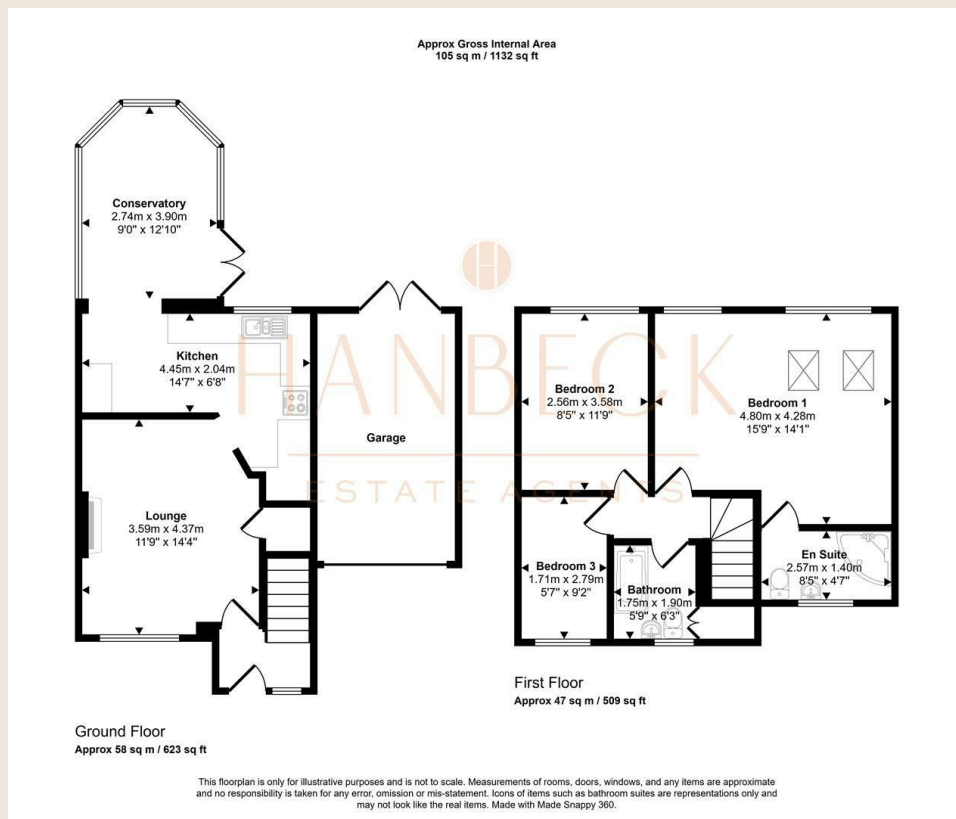 Approx Gross Internal Area
105 sq m / 1132 sq ft
Conservatory
2.74m x 3.90m
9'0" x 12'10"
Kitchen
4.45m x 2.04m
14'7" x 6'8"
Garage
Lounge
3.59m x 4.37m
11'9" x 14'4"
Ground Floor
Approx 58 sq m / 623 sq ft
HANBECK
ESTATE AGENTS
Bedroom 2
2.56m x 3.58m
8'5" x 11'9"
Bedroom 1
4.80m x 4.28m
15'9" x 14'1"
Bedroom 3
1.71m x 2.79m
5'7" x 9'2"
Bathroom
1.75m x 1.90m
5'9" x 6'3"
En Suite
2.57m x 1.40m
8'5" x 4'7"
First Floor
Approx 47 sq m / 509 sq ft
This floorplan is only for illustrative purposes and is not to scale. Measurements of rooms, doors, windows, and any items are approximate
and no responsibility is taken for any error, omission or mis-statement. Icons of items such as bathroom suites are representations only and
may not look like the real items. Made with Made Snappy 360.